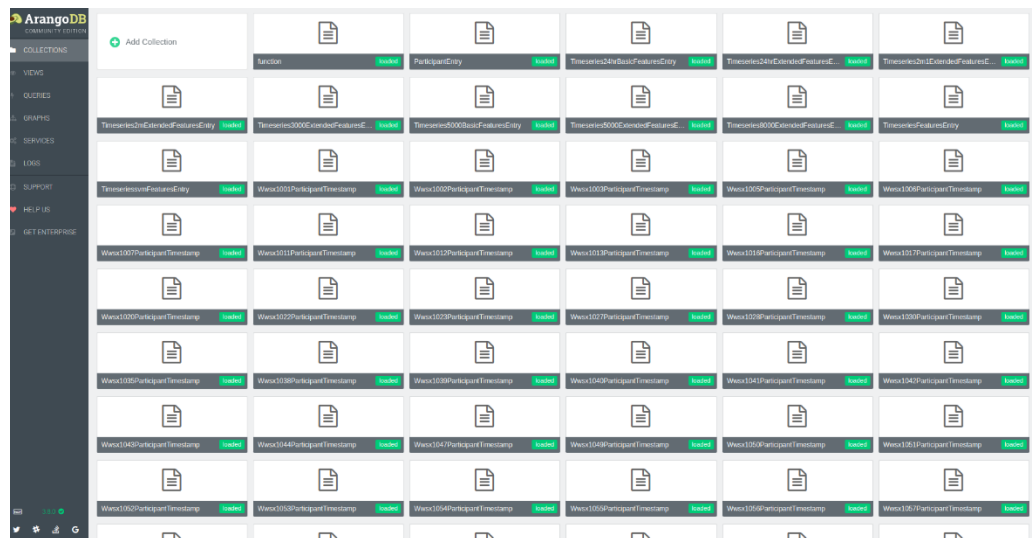 ArangoDB
COMMUNITY EDITION
COLLECTIONS
VIEWS
QUERIES
GRAPHS
SERVICES
LOGS
SUPPORT
HELP US
GET ENTERPRISE
G
Add Collection
function loaded
ParticipantEntry loaded
Timeseries24hrBasicFeaturesEntry loaded
Timeseries24hrExtendedFeaturesE... loaded
Timeseries2m1ExtendedFeaturesE... loaded
Timeseries2mExtendedFeaturesEntry loaded
Timeseries3000ExtendedFeaturesE... loaded
Timeseries5000BasicFeaturesEntry loaded
Timeseries5000ExtendedFeaturesE... loaded
Timeseries8000ExtendedFeaturesE... loaded
TimeseriesFeaturesEntry loaded
TimeseriessvmFeaturesEntry loaded
Wwsx1001ParticipantTimestamp loaded
Wwsx1002ParticipantTimestamp loaded
Wwsx1003ParticipantTimestamp loaded
Wwsx1005ParticipantTimestamp loaded
Wwsx1006ParticipantTimestamp loaded
Wwsx1007ParticipantTimestamp loaded
Wwsx1011ParticipantTimestamp loaded
Wwsx1012ParticipantTimestamp loaded
Wwsx1013ParticipantTimestamp loaded
Wwsx1016ParticipantTimestamp loaded
Wwsx1017ParticipantTimestamp loaded
Wwsx1020ParticipantTimestamp loaded
Wwsx1022ParticipantTimestamp loaded
Wwsx1023ParticipantTimestamp loaded
Wwsx1027ParticipantTimestamp loaded
Wwsx1028ParticipantTimestamp loaded
Wwsx1030ParticipantTimestamp loaded
Wwsx1035ParticipantTimestamp loaded
Wwsx1038ParticipantTimestamp loaded
Wwsx1039ParticipantTimestamp loaded
Wwsx1040ParticipantTimestamp loaded
Wwsx1041ParticipantTimestamp loaded
Wwsx1042ParticipantTimestamp loaded
Wwsx1043ParticipantTimestamp loaded
Wwsx1044ParticipantTimestamp loaded
Wwsx1047ParticipantTimestamp loaded
Wwsx1049ParticipantTimestamp loaded
Wwsx1050ParticipantTimestamp loaded
Wwsx1051ParticipantTimestamp loaded
Wwsx1052ParticipantTimestamp loaded
Wwsx1053ParticipantTimestamp loaded
Wwsx1054ParticipantTimestamp loaded
Wwsx1055ParticipantTimestamp loaded
Wwsx1056ParticipantTimestamp loaded
Wwsx1057ParticipantTimestamp loaded